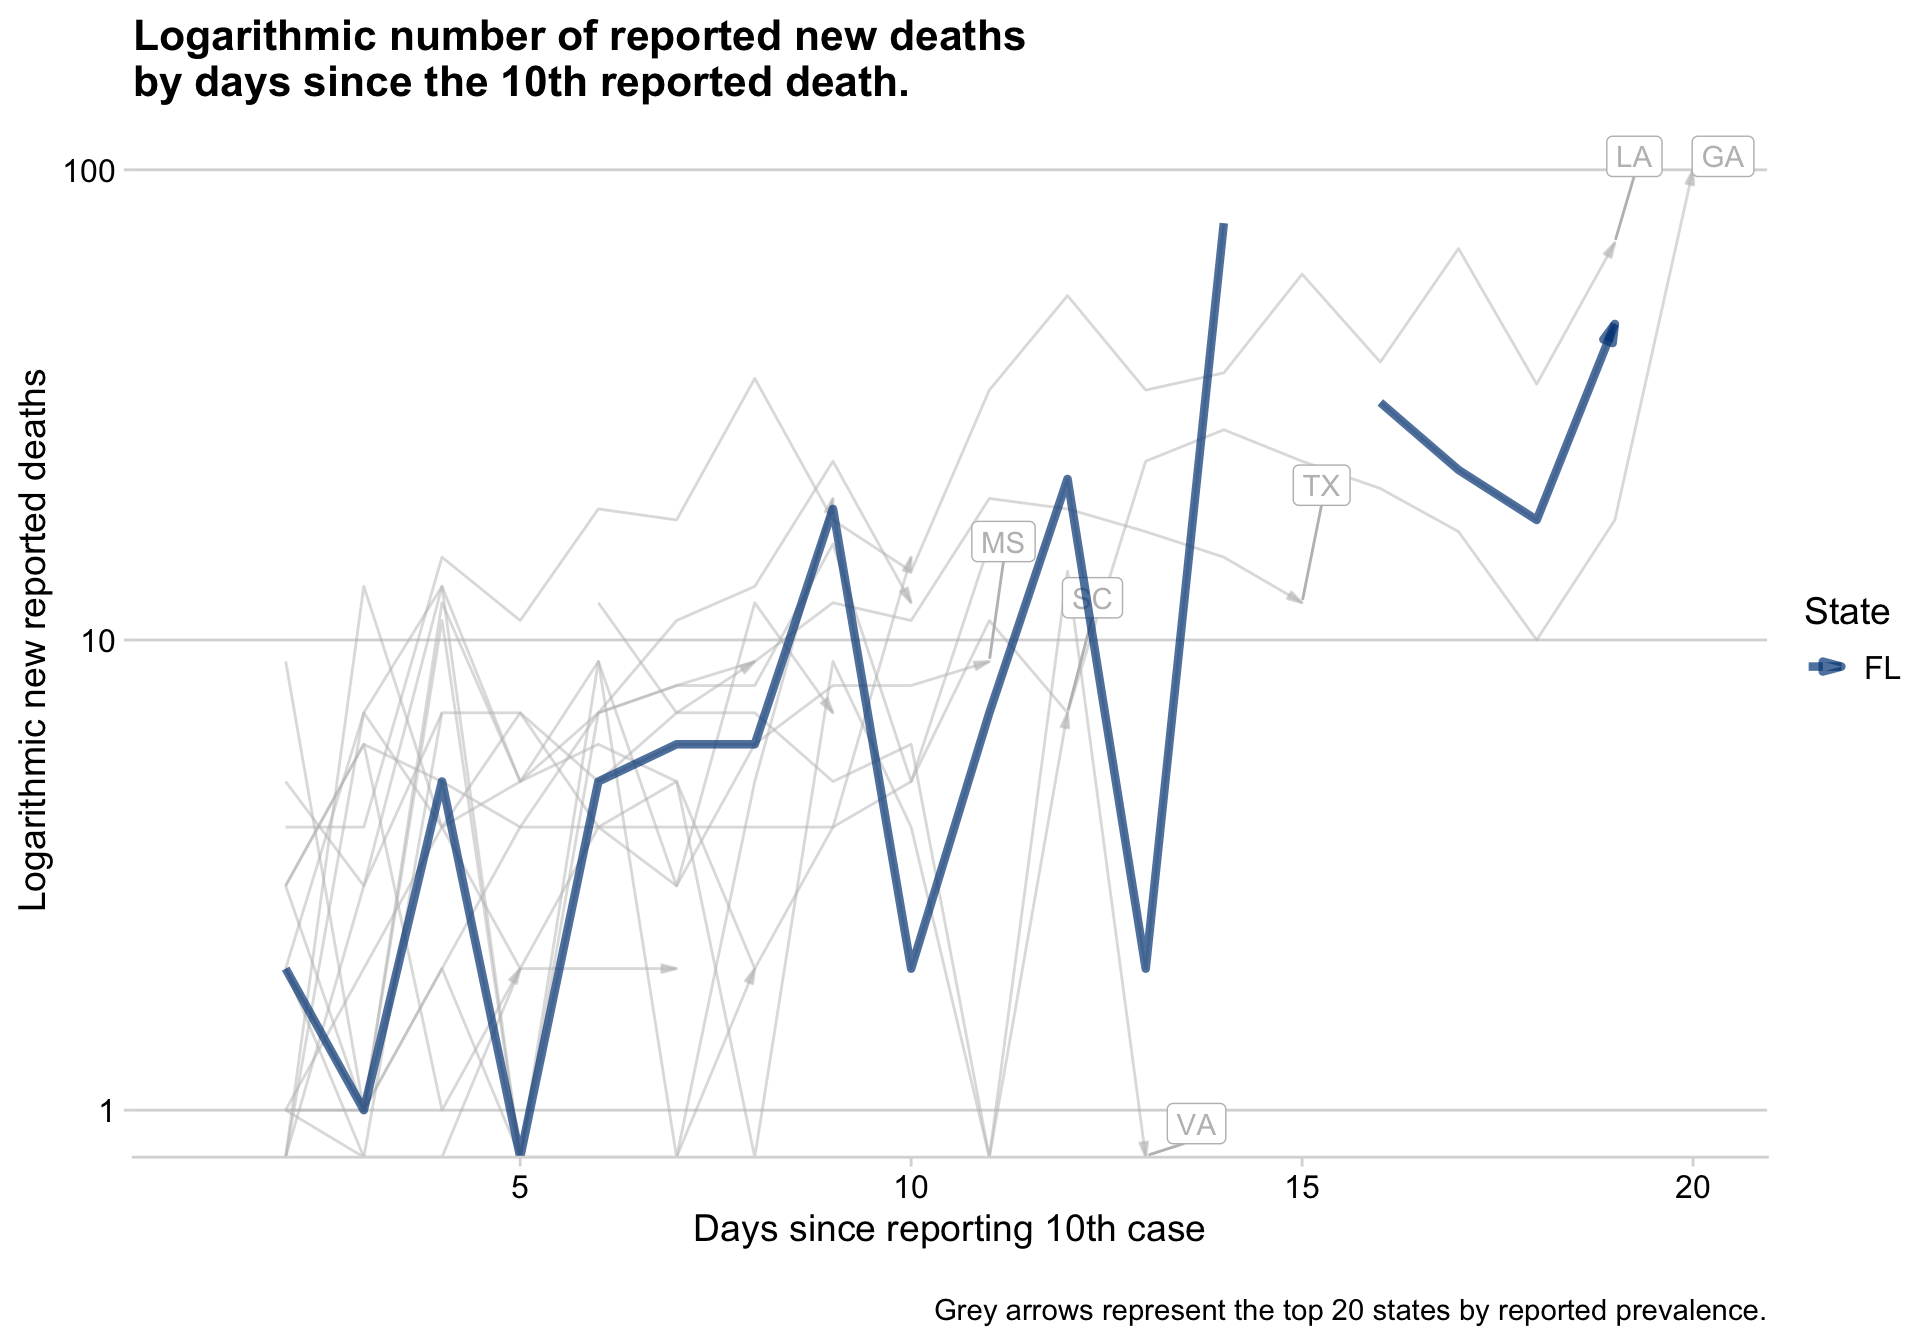 Logarithmic number of reported new deaths
by days since the 10th reported death.
LA
GA
100
TX
MS
SC
10
VA
1
Logarithmic new reported deaths
State
FL
5
10
15
20
Days since reporting 10th case
Grey arrows represent the top 20 states by reported prevalence.